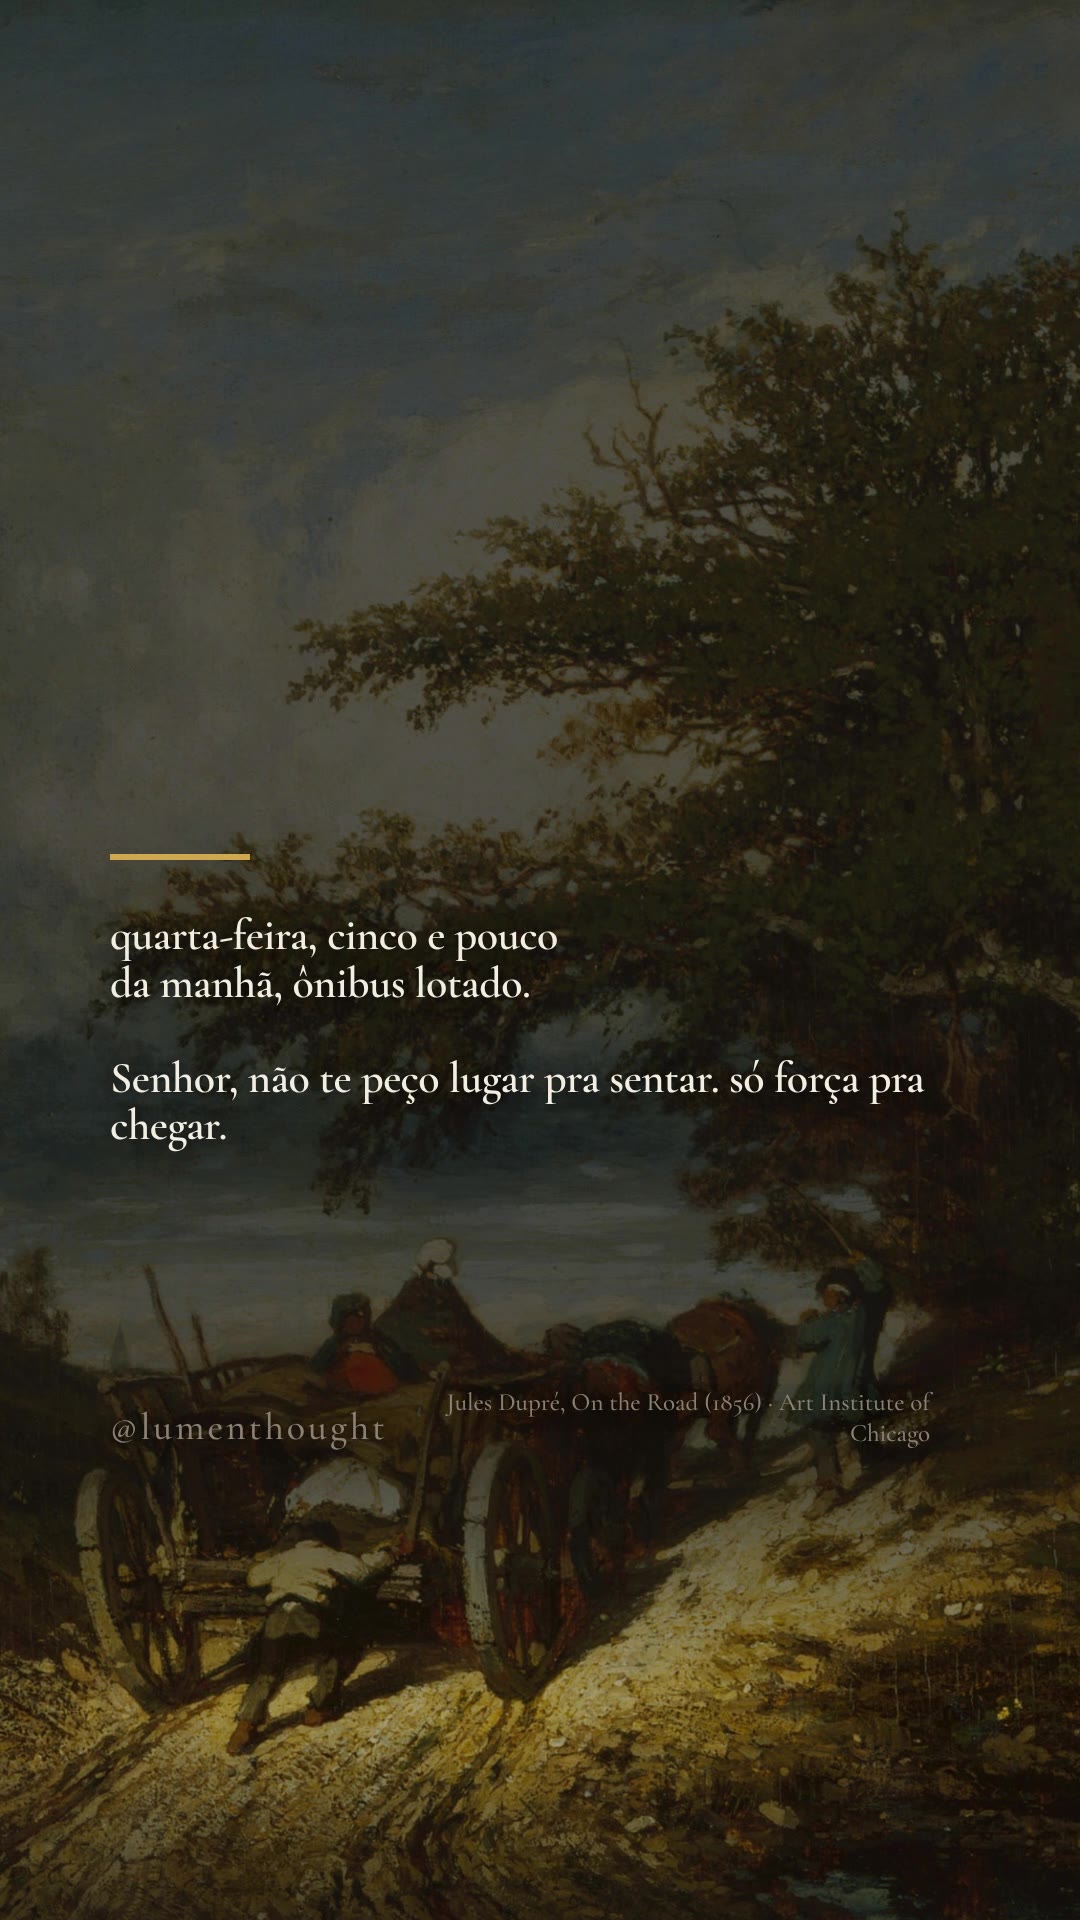 quarta-feira, cinco e pouco
da manhã, ônibus lotado.
Senhor, não te peço lugar pra sentar. só força pra
chegar.
@lumenthought
Jules Dupré, On the Road (1856) · Art Institute of
Chicago